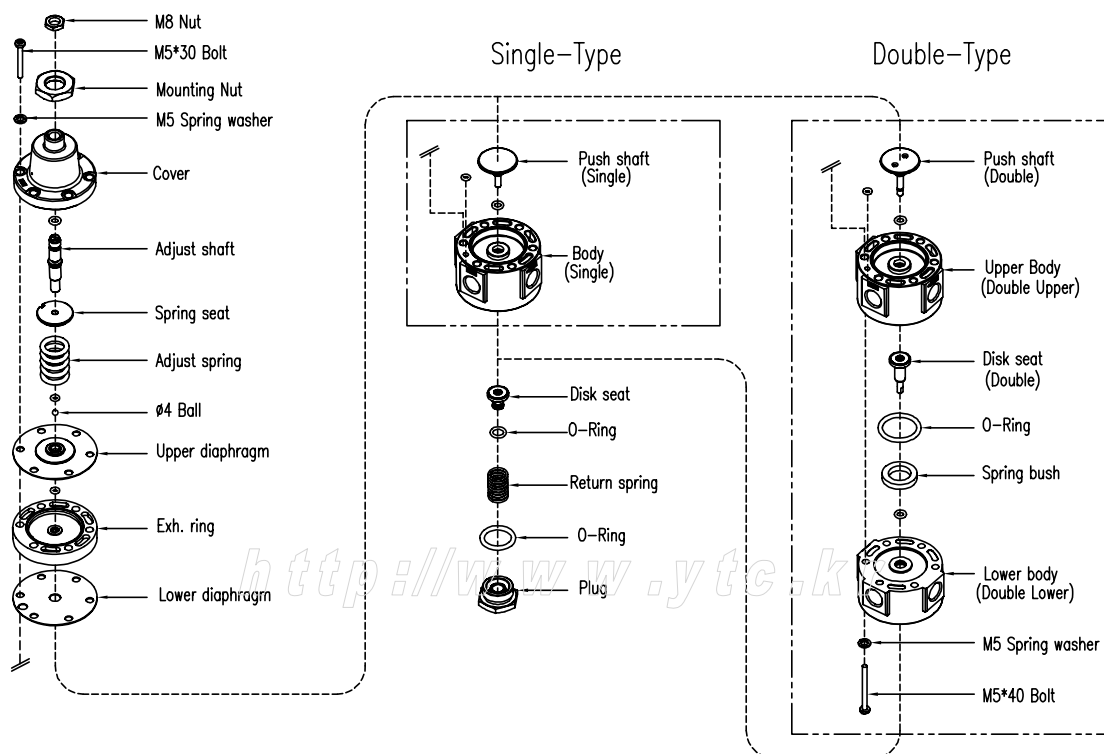 M8 Nut
M5*30 Bolt
Mounting Nut
M5 Spring washer
Cover
Adjust shaft
Spring seat
Adjust spring
ø4 Ball
Upper diaphragm
Exh. ring
Lower diaphragm
Single-Type
Push shaft
(Single)
Body
(Single)
Disk seat
O-Ring
Return spring
O-Ring
Plug
Double-Type
Push shaft
(Double)
Upper Body
(Double Upper)
Disk seat
(Double)
O-Ring
Spring bush
Lower body
(Double Lower)
M5 Spring washer
M5*40 Bolt